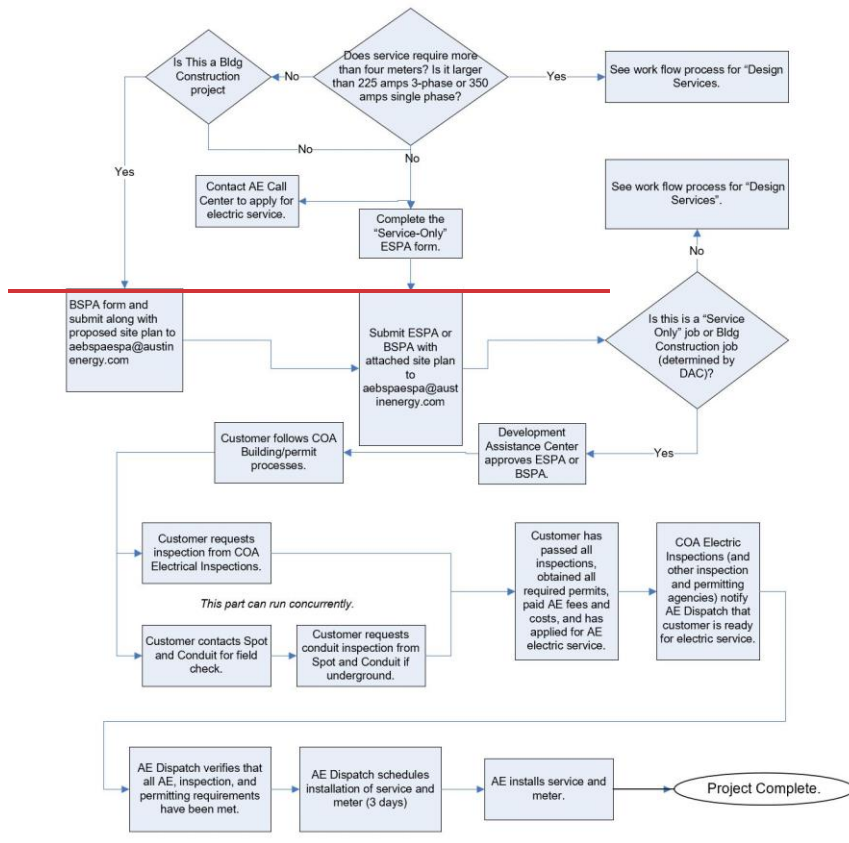 Is This a Bldg
Construction
project
No
Does service require more
than four meters? Is it larger
than 225 amps 3-phase or 350
amps single phase?
Yes
See work flow process for “Design
Services.
No
No
Yes
Contact AE Call
Center to apply for
electric service.
Complete the
“Service-Only”
ESPA form.
See work flow process for “Design
Services”.
No
BSPA form and
submit along with
proposed site plan to
aebspaespa@austin
energy.com
Submit ESPA or
BSPA with
attached site plan
to
aebspaespa@aust
inenergy.com
Is this is a “Service
Only” job or Bldg
Construction job
(determined by
DAC)?
Yes
Development
Assistance Center
approves ESPA or
BSPA.
Customer follows COA
Building/permit
processes.
Customer requests
inspection from COA
Electrical Inspections.
This part can run concurrently.
Customer contacts Spot
and Conduit for field
check.
Customer requests
conduit inspection from
Spot and Conduit if
underground.
Customer has
passed all
inspections,
obtained all
required permits,
paid AE fees and
costs, and has
applied for AE
electric service.
COA Electric
Inspections (and
other inspection
and permitting
agencies) notify
AE Dispatch that
customer is ready
for electric service.
AE Dispatch verifies that
all AE, inspection, and
permitting requirements
have been met.
AE Dispatch schedules
installation of service and
meter (3 days)
AE installs service and
meter.
Project Complete.